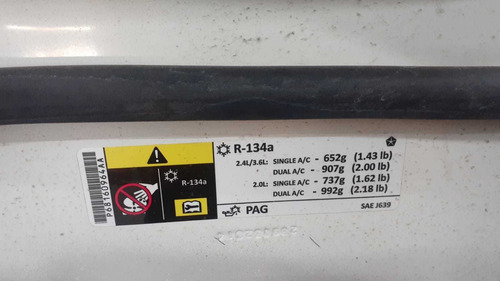 R-134a
2.4L/3.6L: SINGLE A/C - 652g (1.43 lb)
DUAL A/C - 907g (2.00 lb)
2.0L: SINGLE A/C - 737g (1.62 lb)
DUAL A/C - 992g (2.18 lb)
PAG SAE J639
R-134a
P68160964AA